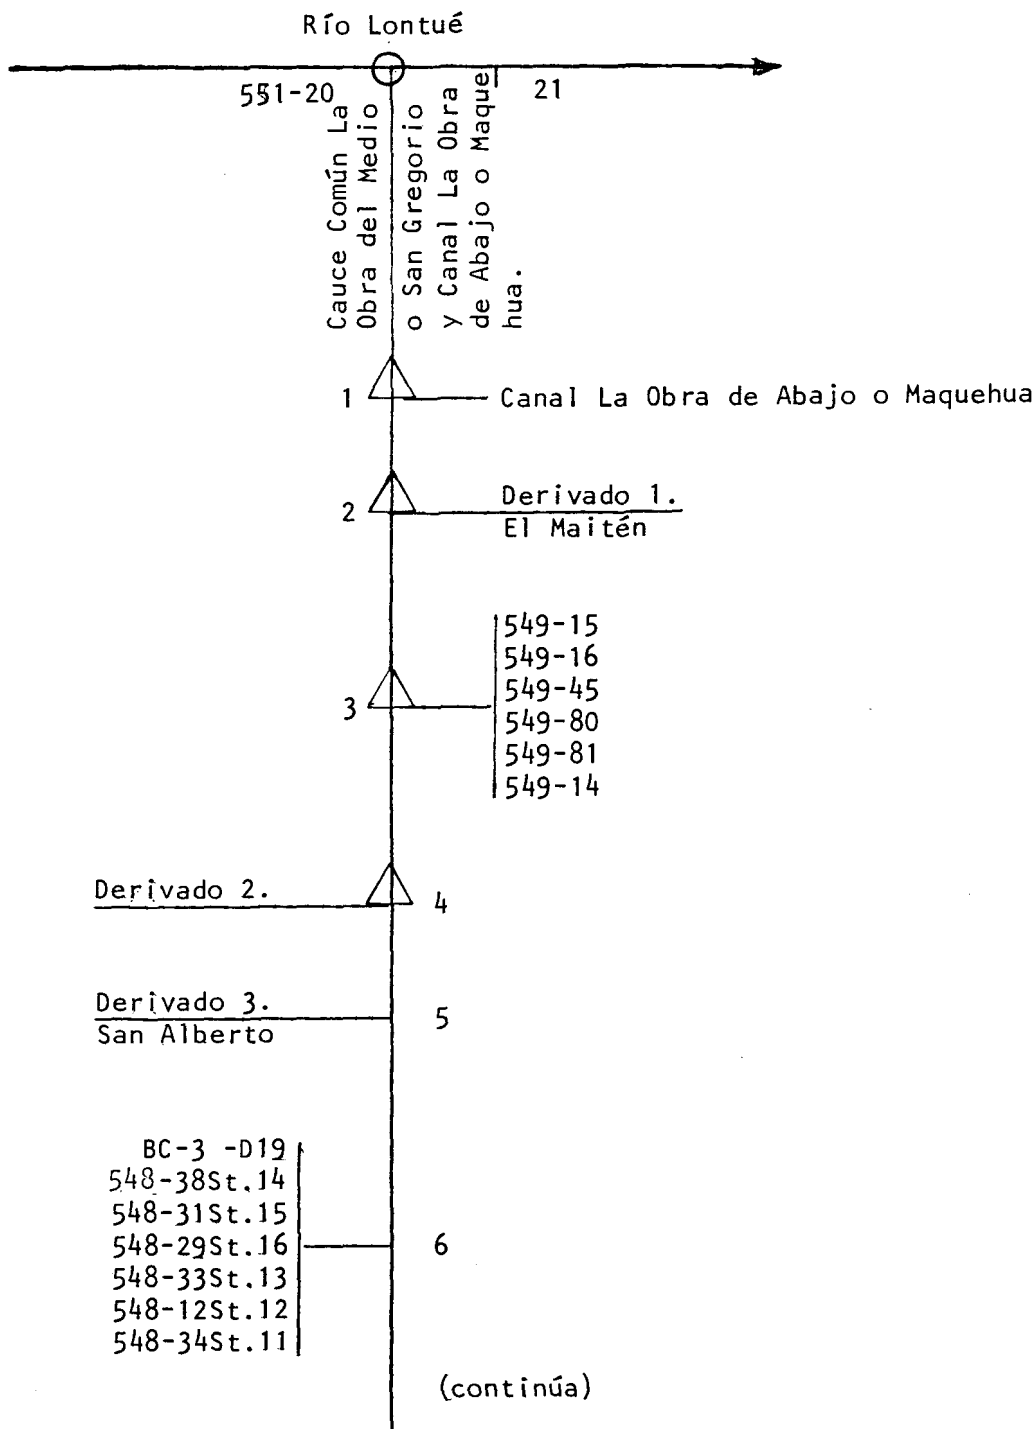 Río Lontué
551-20
21
Cauce Común La
Obra del Medio
o San Gregorio
y Canal La Obra
de Abajo o Maque
hua.
1
Canal La Obra de Abajo o Maquehua
2
Derivado 1.
El Maitén
3
549-15
549-16
549-45
549-80
549-81
549-14
Derivado 2.
4
Derivado 3.
San Alberto
5
BC-3 -D19
548-38St.14
548-31St.15
548-29St.16
548-33St.13
548-12St.12
548-34St.11
6
(continúa)